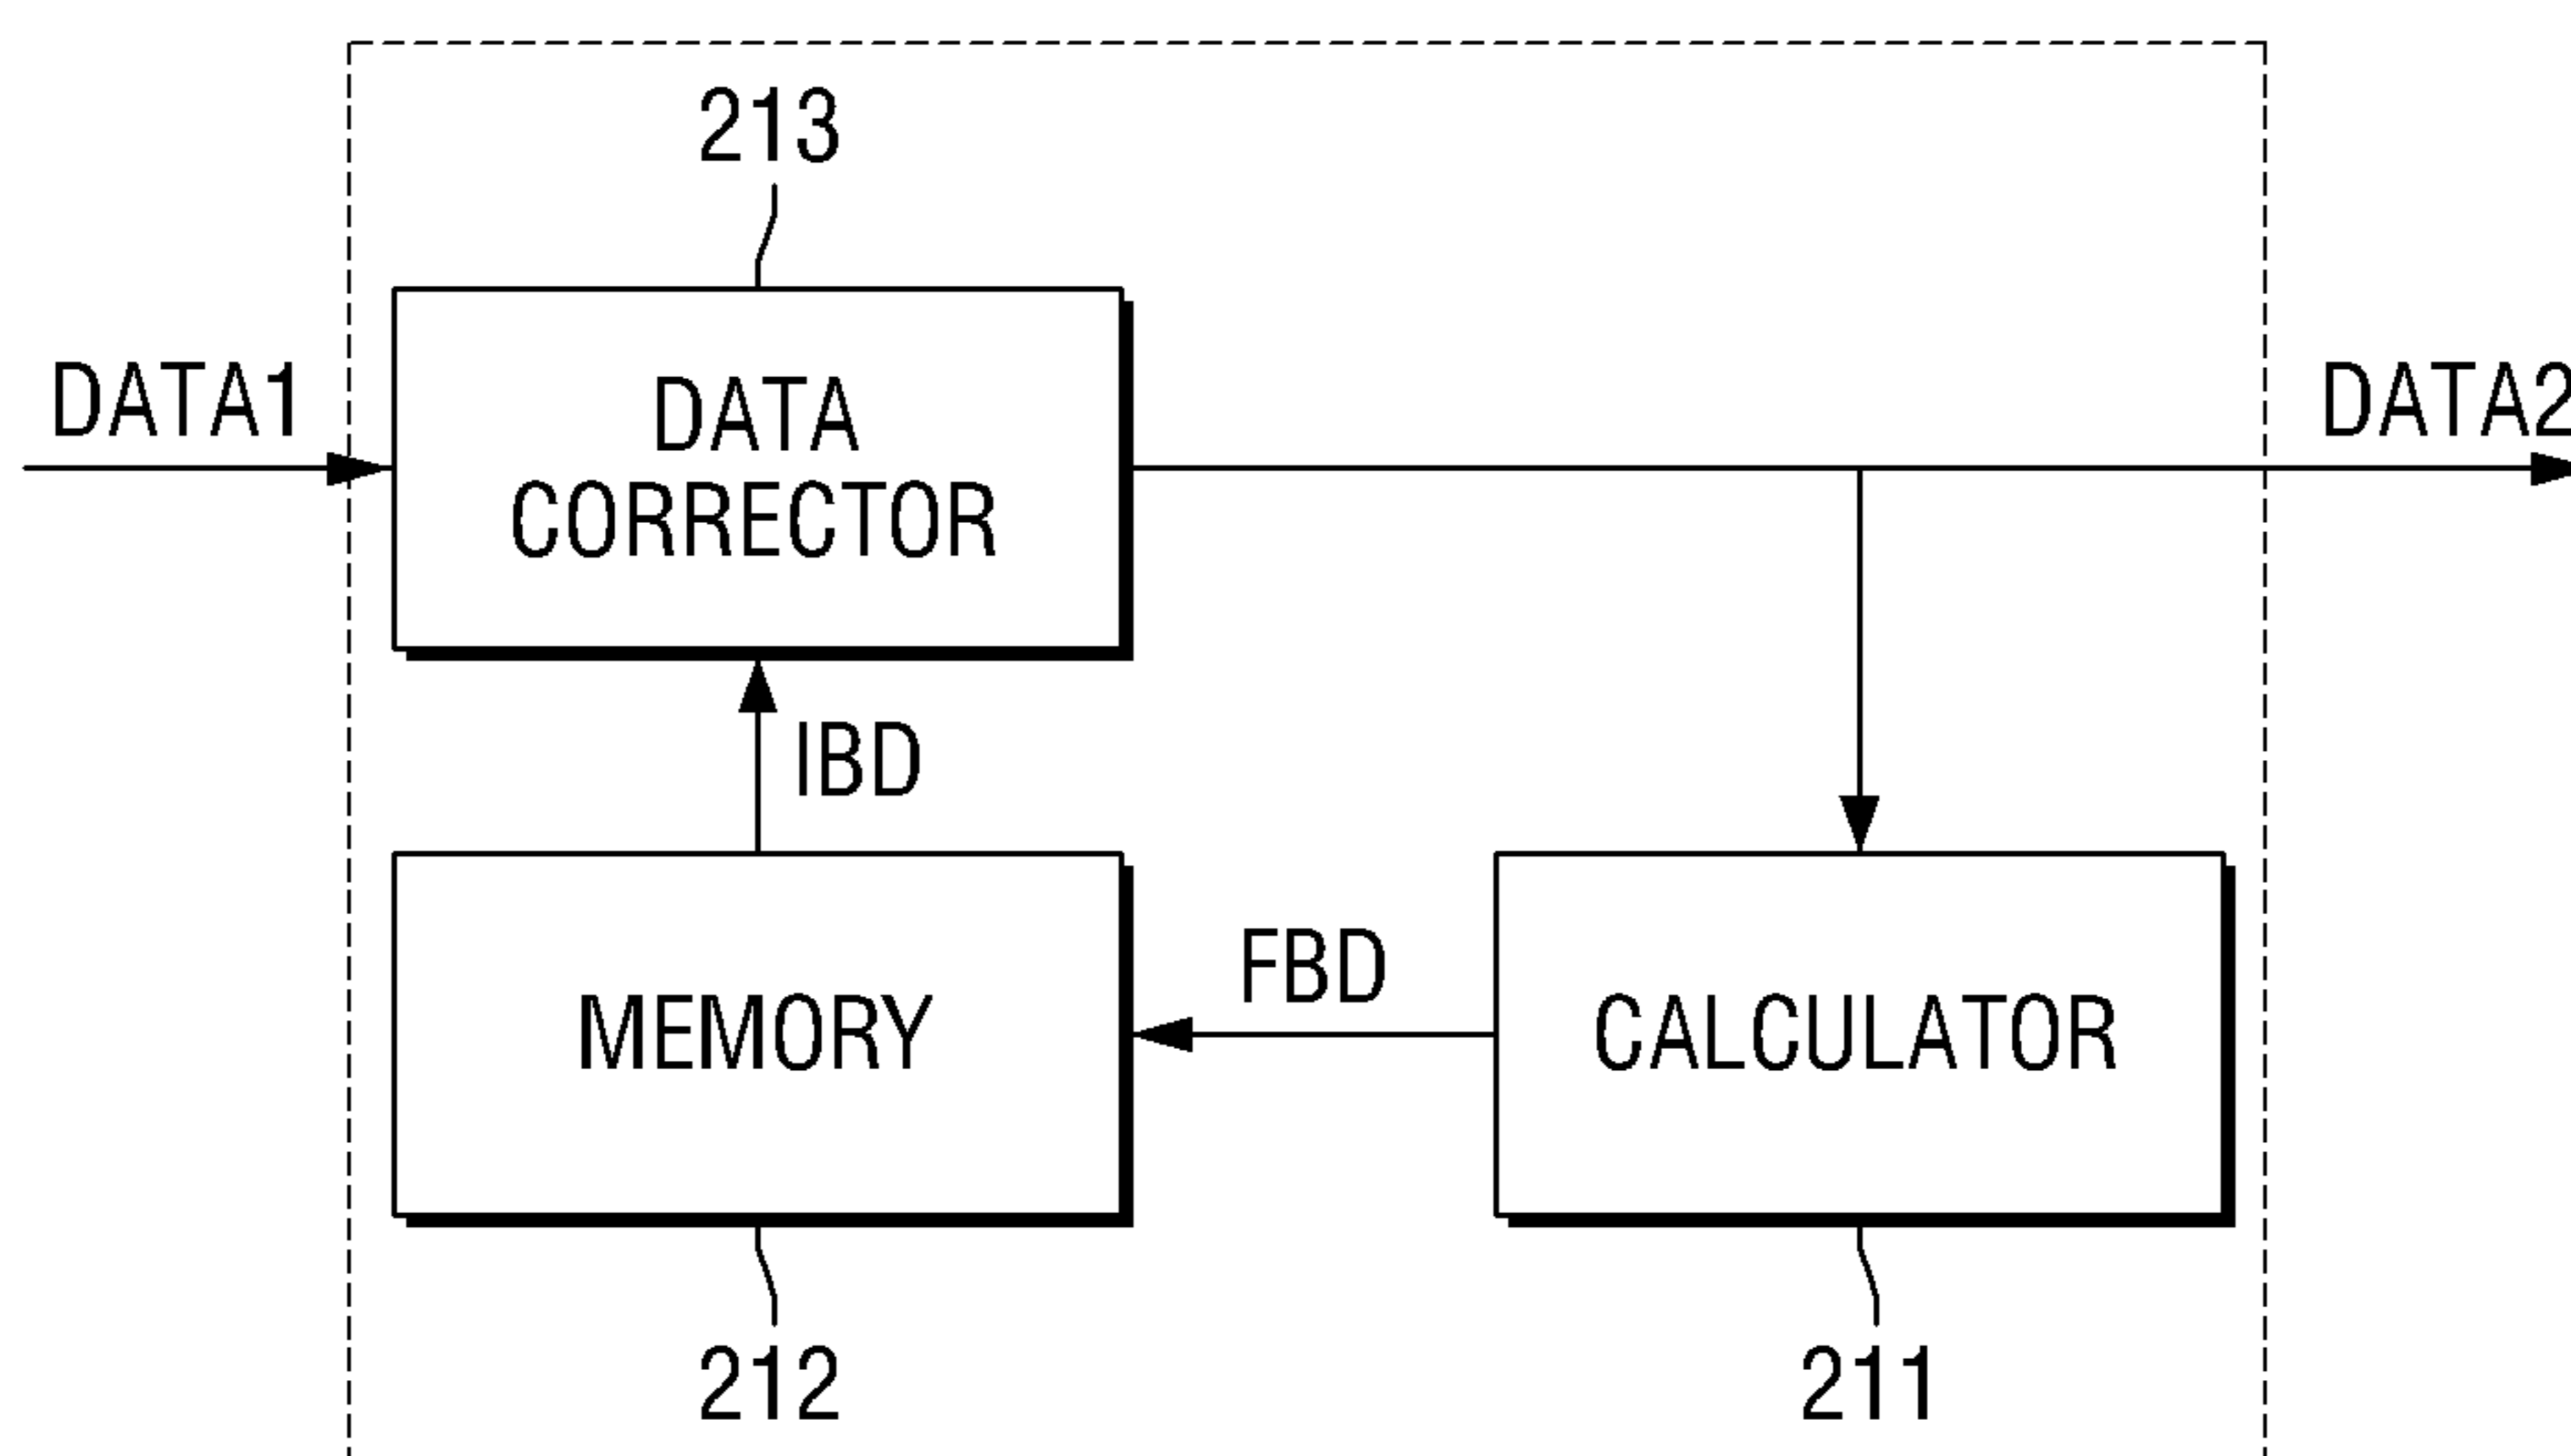 213
DATA1
DATA
CORRECTOR
DATA2
IBD
MEMORY
FBD
CALCULATOR
212
211